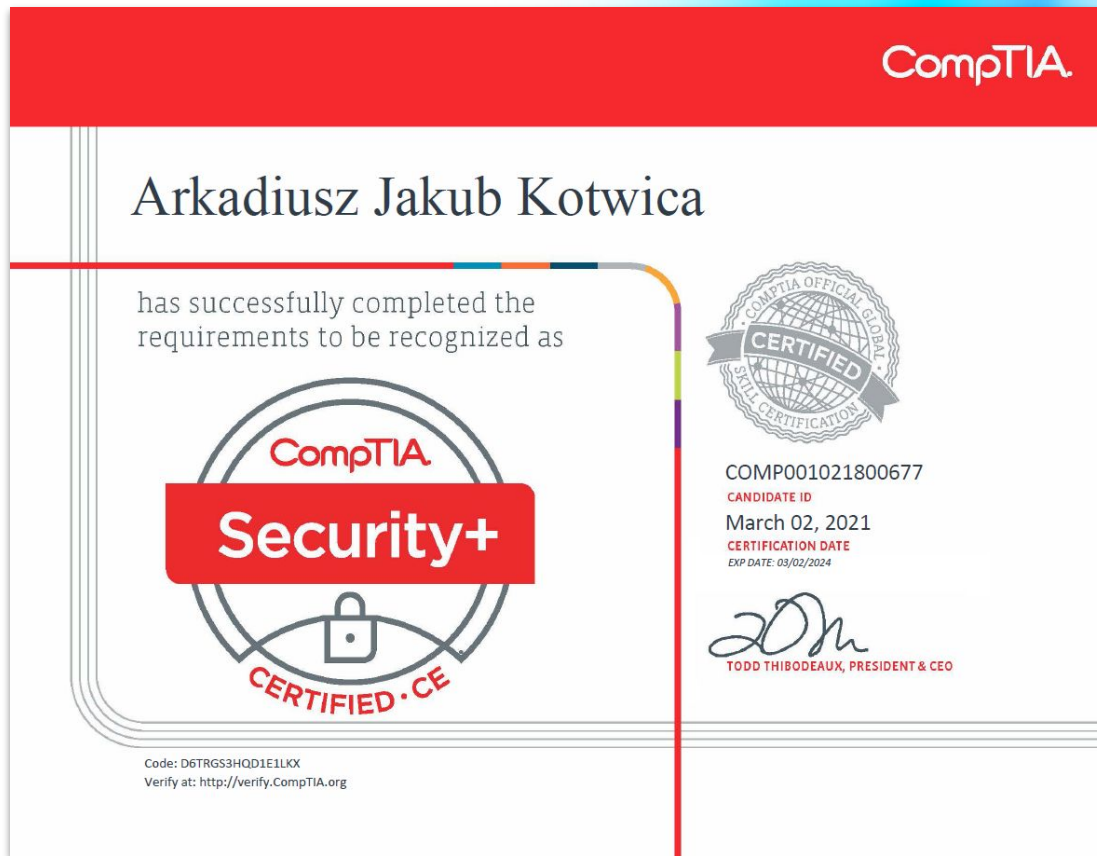 CompTIA.
Arkadiusz Jakub Kotwica
has successfully completed the
requirements to be recognized as
CompTIA
Security+
CERTIFIED • CE
COMPTIA OFFICIAL GLOBAL
CERTIFIED
SKILL CERTIFICATION
COMP001021800677
CANDIDATE ID
March 02, 2021
CERTIFICATION DATE
EXP DATE: 03/02/2024
TODD THIBODEAUX, PRESIDENT & CEO
Code: D6TRGS3HQD1E1LKX
Verify at: http://verify.CompTIA.org